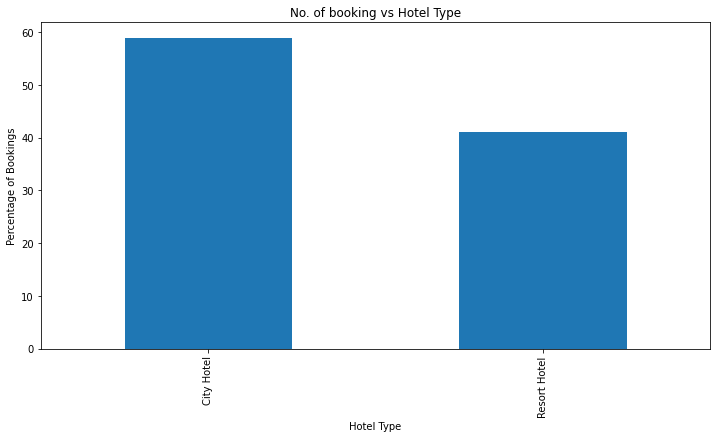 No. of booking vs Hotel Type
Percentage of Bookings
60
50
40
30
20
10
0
City Hotel
Resort Hotel
Hotel Type